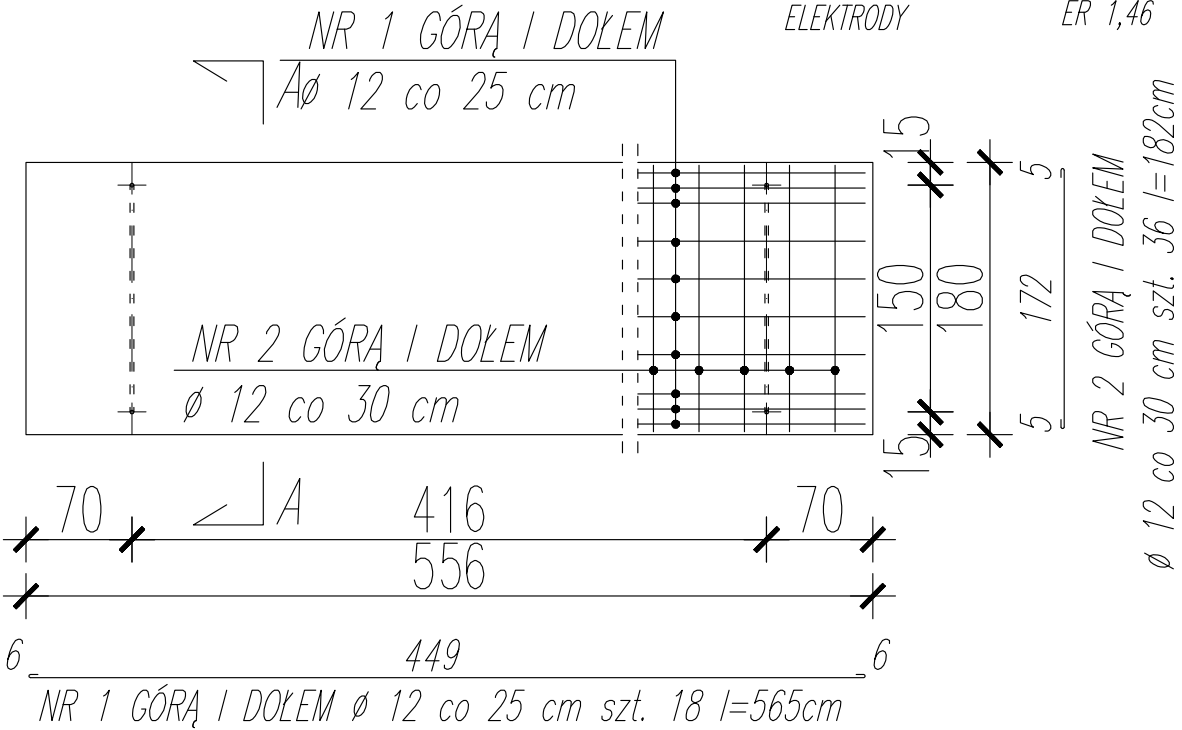 ELEKTRODY
ER 1,46
NR 1 GÓRĄ I DOŁEM
A
ø 12 co 25 cm
15
5
150
180
172
NR 2 GÓRĄ I DOŁEM
ø 12 co 30 cm szt. 36 l=182cm
NR 2 GÓRĄ I DOŁEM
ø 12 co 30 cm
5
15
70
A
416
70
556
6
449
6
NR 1 GÓRĄ I DOŁEM ø 12 co 25 cm szt. 18 l=565cm